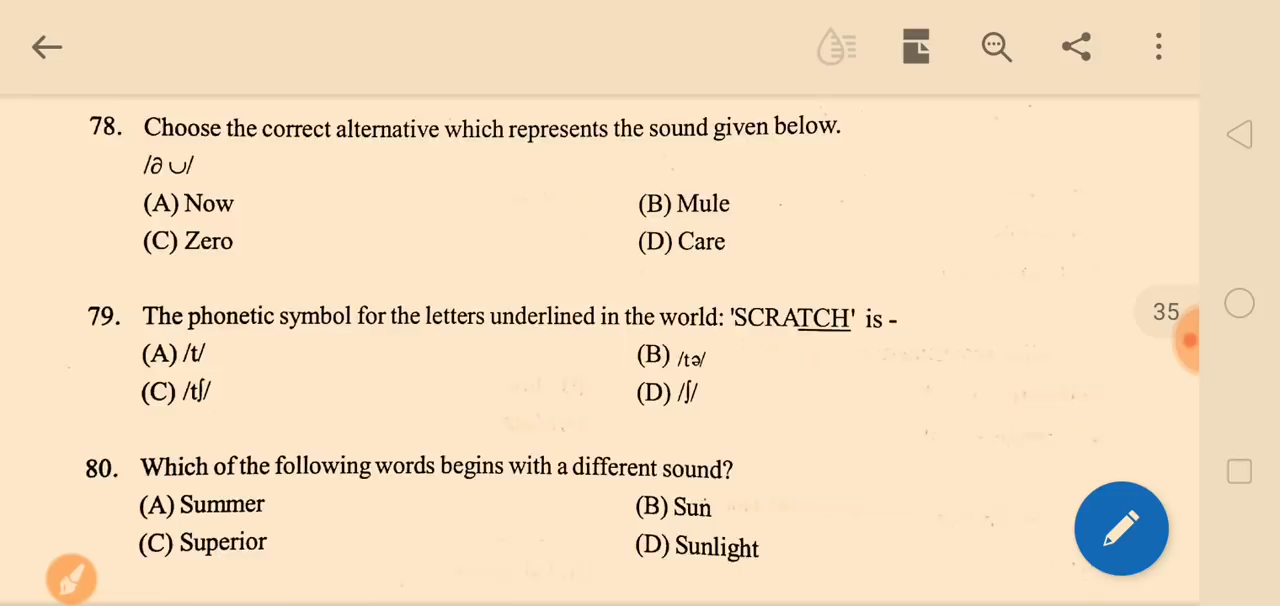 78. Choose the correct alternative which represents the sound given below.
/∂ ∪/
(A) Now (B) Mule
(C) Zero (D) Care
35
79. The phonetic symbol for the letters underlined in the world: 'SCRATCH' is -
(A) /t/ (B) /tə/
(C) /tʃ/ (D) /ʃ/
80. Which of the following words begins with a different sound?
(A) Summer (B) Sun
(C) Superior (D) Sunlight